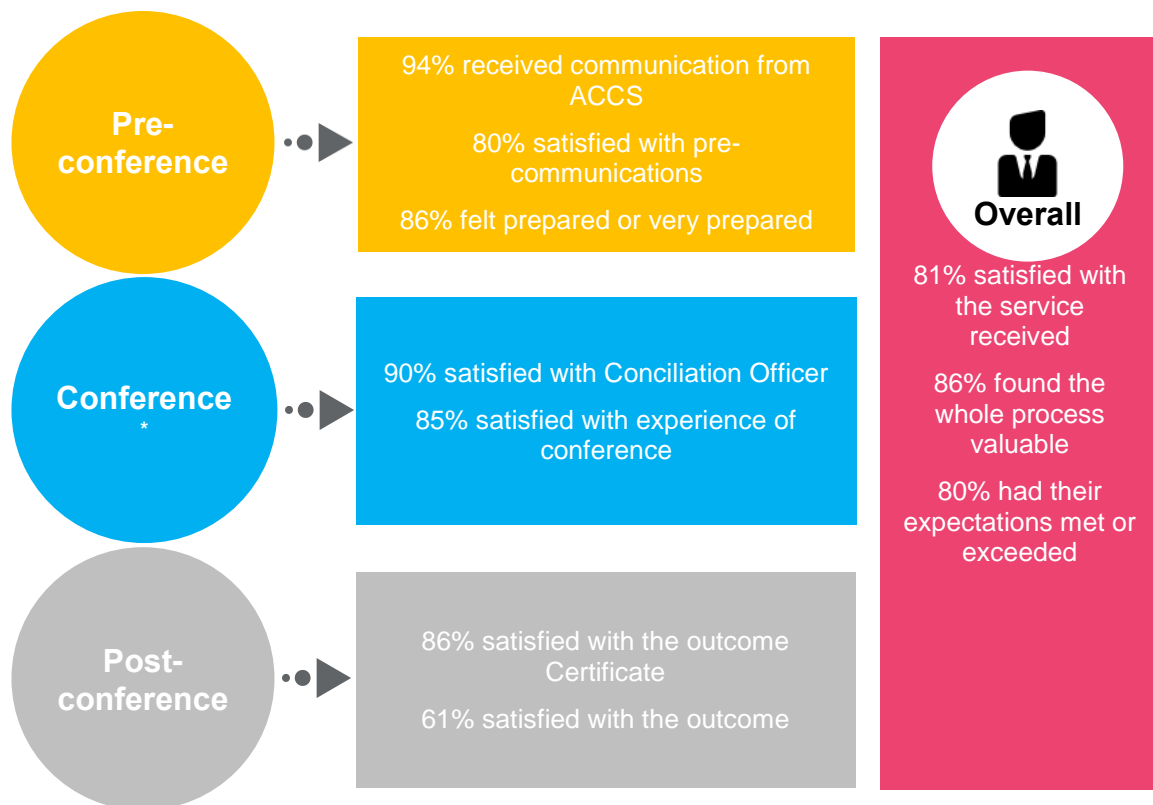 Pre-
conference
94% received communication from
ACCS
80% satisfied with pre-
communications
86% felt prepared or very prepared
Conference
*
90% satisfied with Conciliation Officer
85% satisfied with experience of
conference
Post-
conference
86% satisfied with the outcome
Certificate
61% satisfied with the outcome
Overall
81% satisfied with
the service
received
86% found the
whole process
valuable
80% had their
expectations met or
exceeded